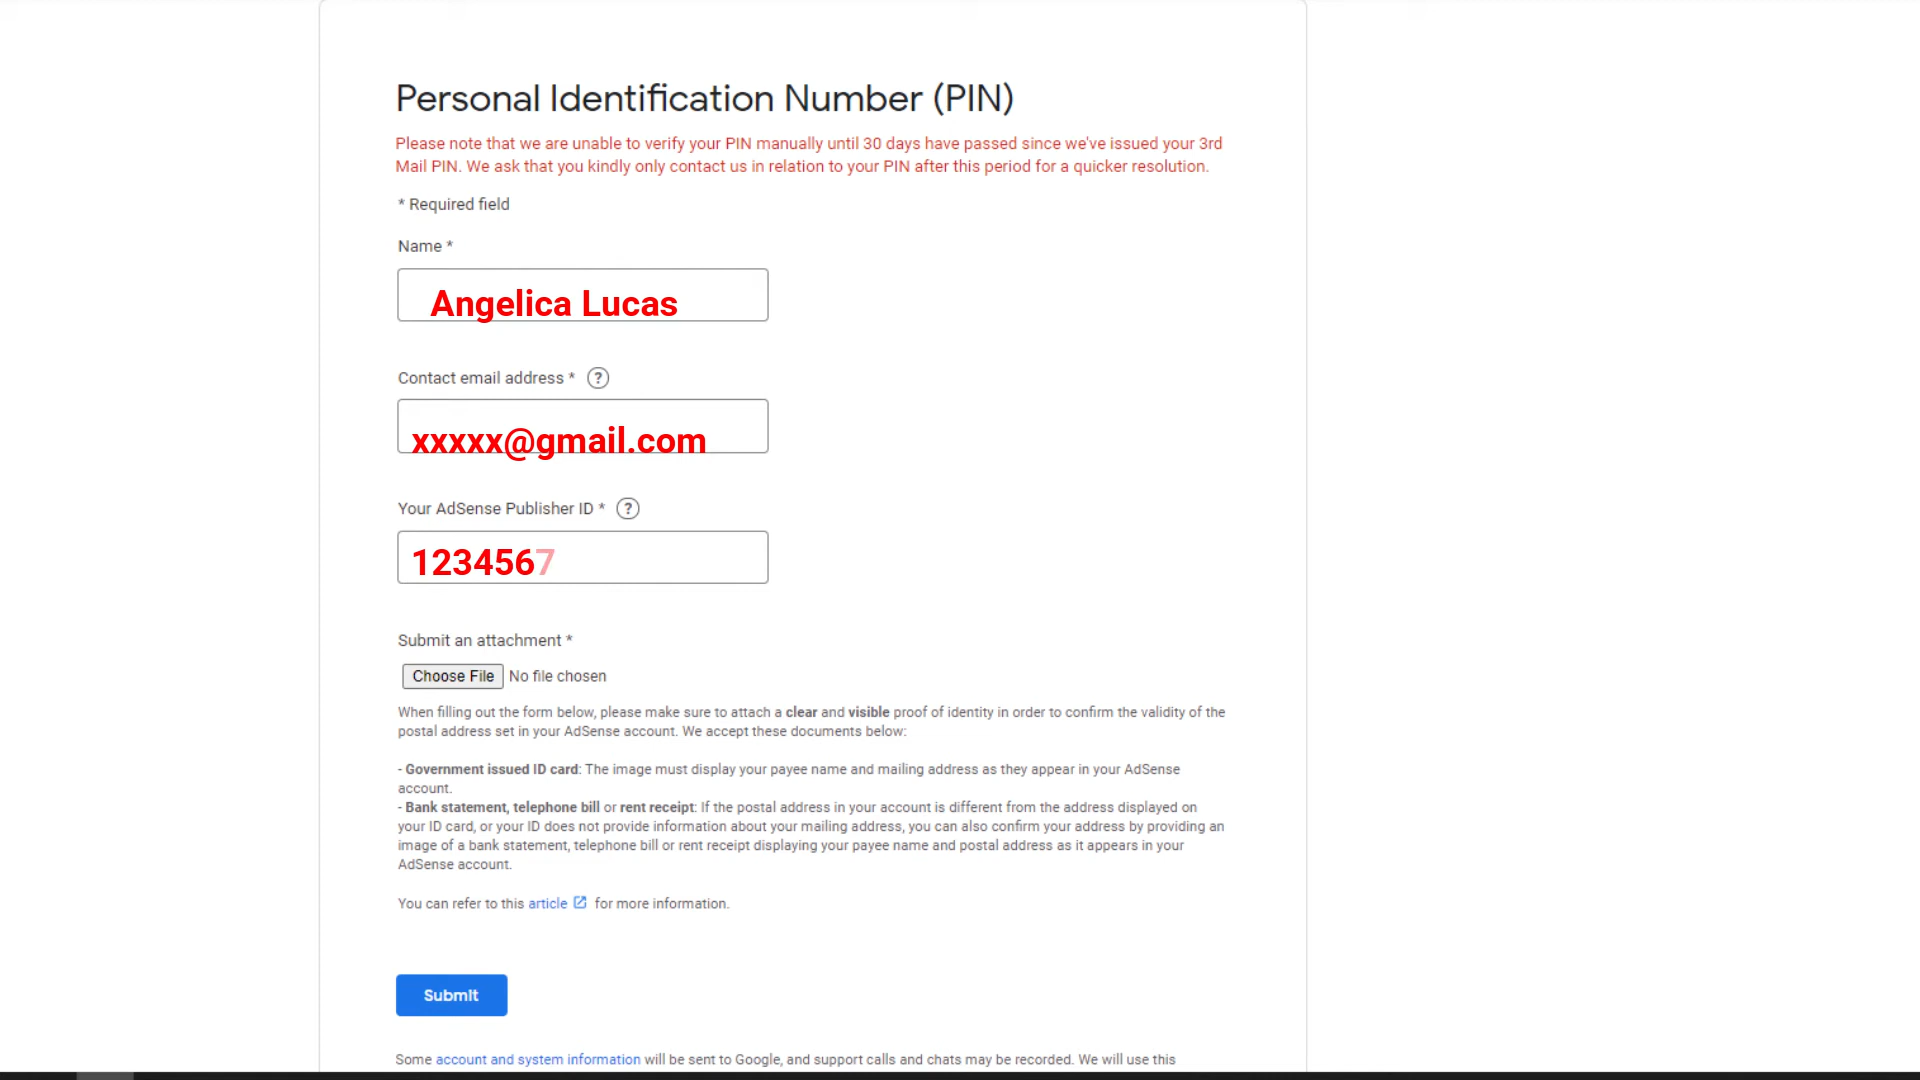 Personal Identification Number (PIN)
Please note that we are unable to verify your PIN manually until 30 days have passed since we've issued your 3rd
Mail PIN. We ask that you kindly only contact us in relation to your PIN after this period for a quicker resolution.
* Required field
Name *
Angelica Lucas
Contact email address * ?
xxxxx@gmail.com
Your AdSense Publisher ID * ?
1234567
Submit an attachment *
Choose File No file chosen
When filling out the form below, please make sure to attach a clear and visible proof of identity in order to confirm the validity of the
postal address set in your AdSense account. We accept these documents below:
- Government issued ID card: The image must display your payee name and mailing address as they appear in your AdSense
account.
- Bank statement, telephone bill or rent receipt: If the postal address in your account is different from the address displayed on
your ID card, or your ID does not provide information about your mailing address, you can also confirm your address by providing an
image of a bank statement, telephone bill or rent receipt displaying your payee name and postal address as it appears in your
AdSense account.
You can refer to this article for more information.
Submit
Some account and system information will be sent to Google, and support calls and chats may be recorded. We will use this